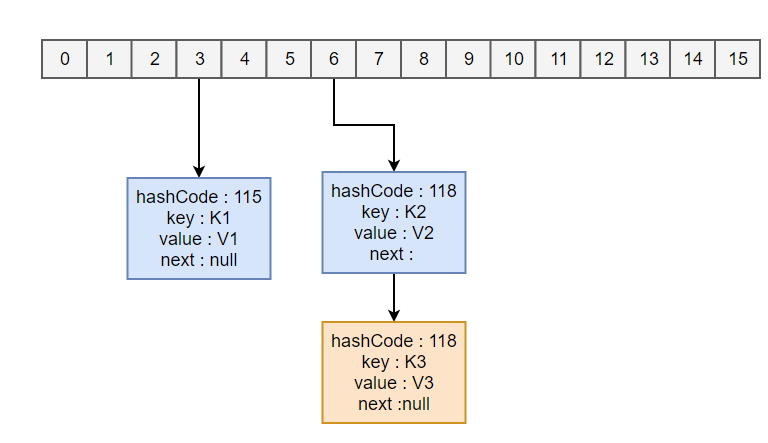 0 1 2 3 4 5 6 7 8 9 10 11 12 13 14 15
hashCode : 115
key : K1
value : V1
next : null
hashCode : 118
key : K2
value : V2
next :
hashCode : 118
key : K3
value : V3
next :null